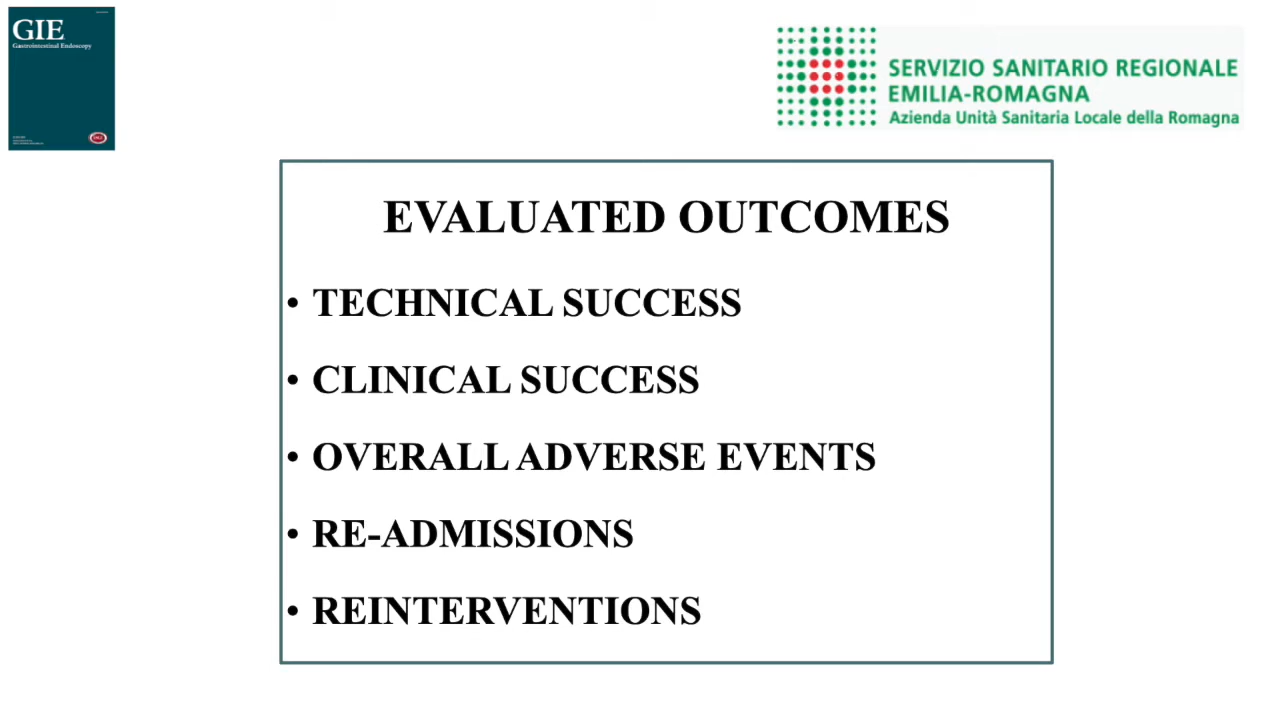 GIE
Gastrointestinal Endoscopy
SERVIZIO SANITARIO REGIONALE
EMILIA-ROMAGNA
Azienda Unità Sanitaria Locale della Romagna
EVALUATED OUTCOMES
• TECHNICAL SUCCESS
• CLINICAL SUCCESS
• OVERALL ADVERSE EVENTS
• RE-ADMISSIONS
• REINTERVENTIONS